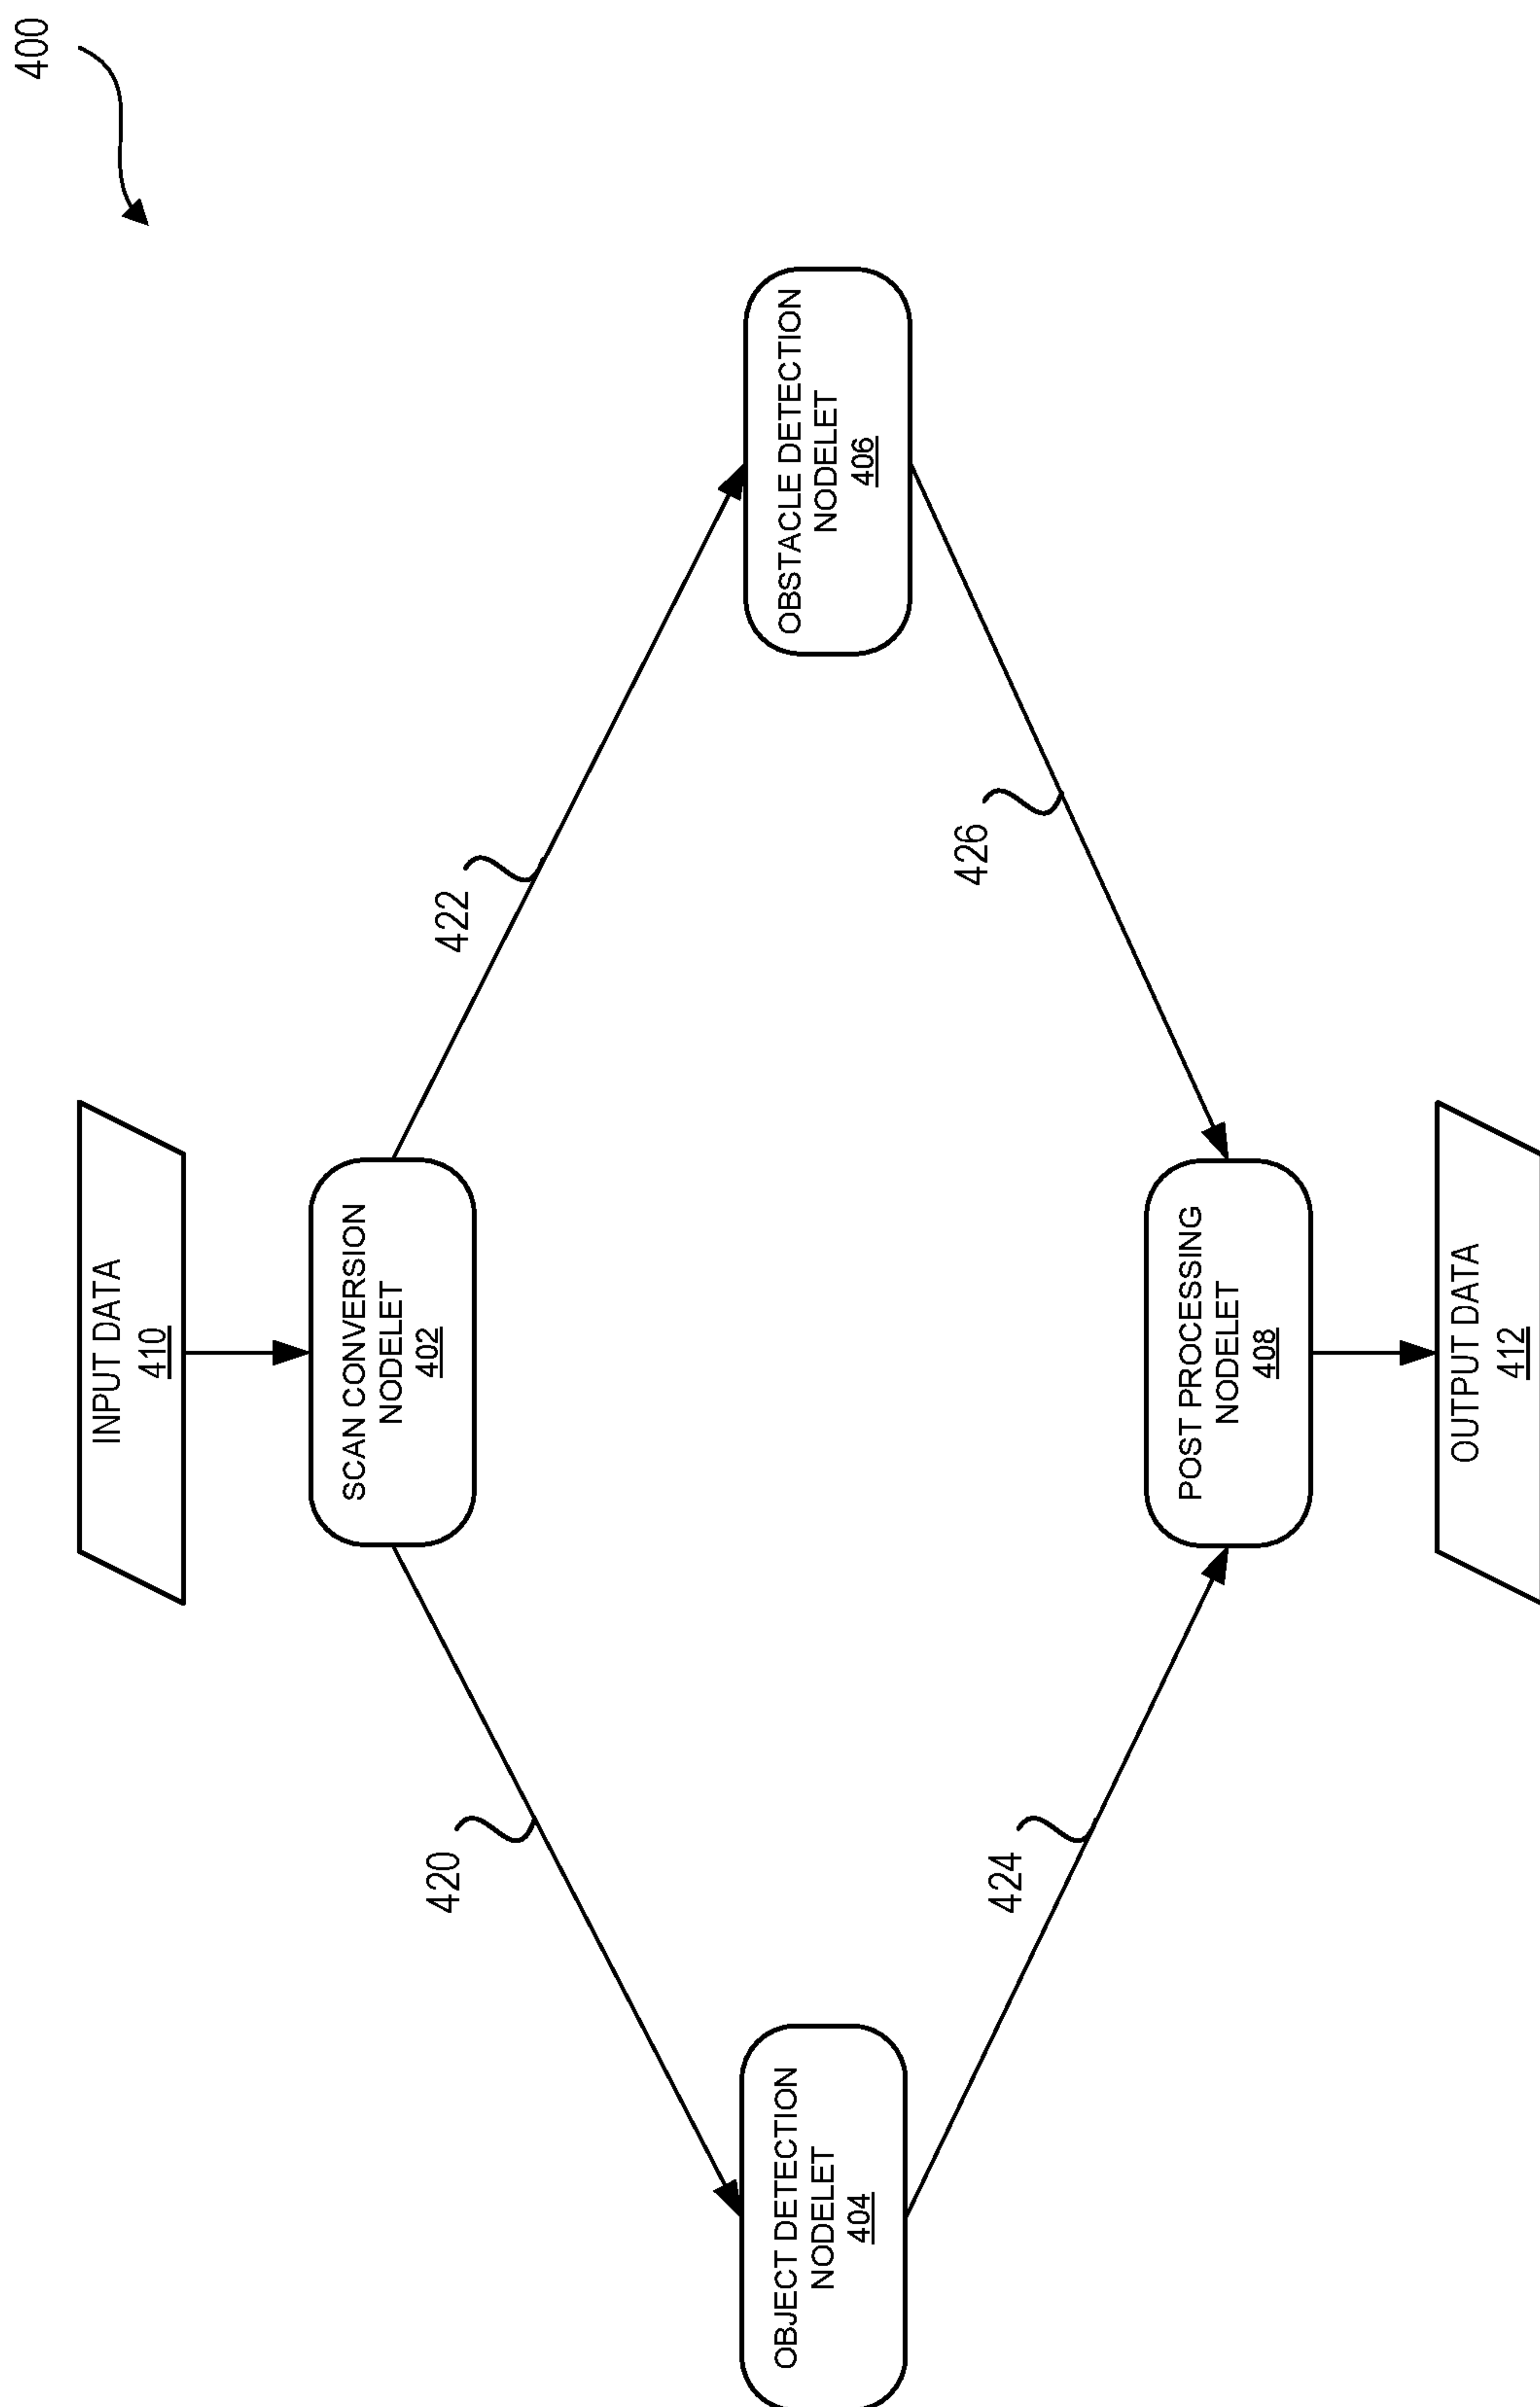 400
INPUT DATA
410
SCAN CONVERSION
NODELET
402
420
422
OBJECT DETECTION
NODELET
404
OBSTACLE DETECTION
NODELET
406
424
426
POST PROCESSING
NODELET
408
OUTPUT DATA
412